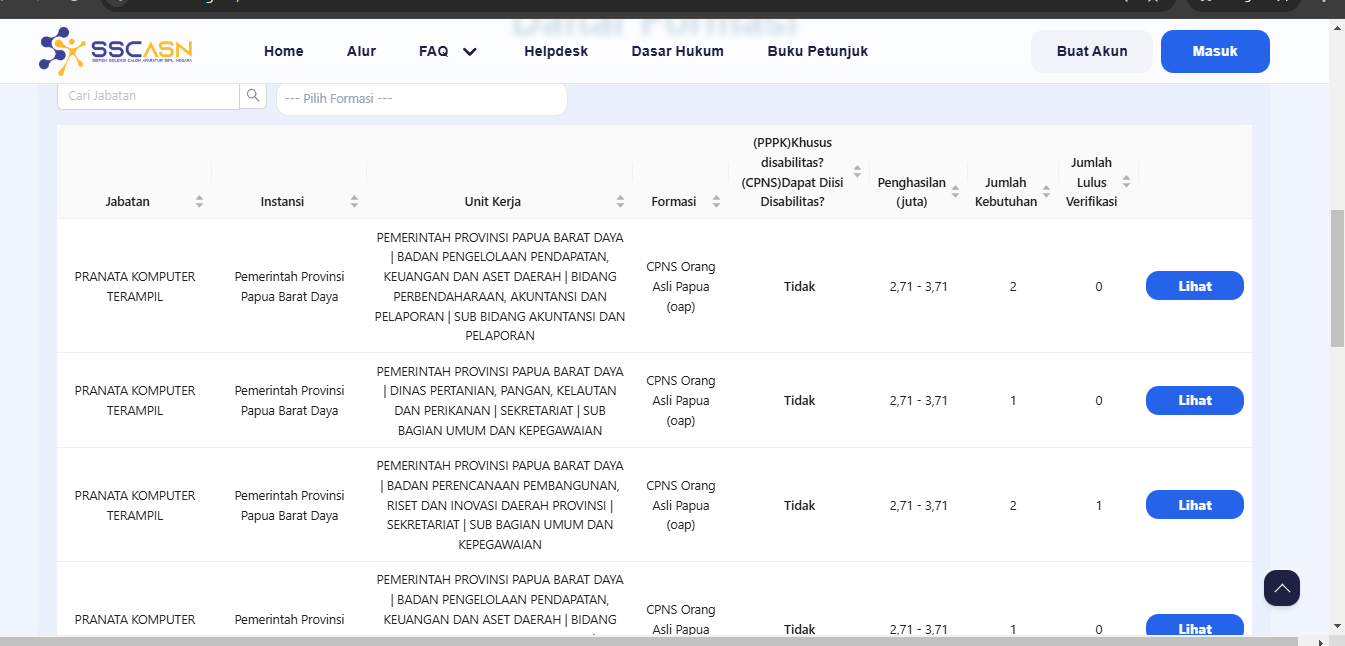 Daftar Formasi
SSCASN
SISTEM SELEKSI CALON APARATUR SIPIL NEGARA
Home
Alur
FAQ
Helpdesk
Dasar Hukum
Buku Petunjuk
Buat Akun
Masuk
Cari Jabatan
--- Pilih Formasi ---
Jabatan
Instansi
Unit Kerja
Formasi
(PPPK)Khusus
disabilitas?
(CPNS)Dapat Diisi
Disabilitas?
Penghasilan
(juta)
Jumlah
Kebutuhan
Jumlah
Lulus
Verifikasi
PRANATA KOMPUTER
TERAMPIL
Pemerintah Provinsi
Papua Barat Daya
PEMERINTAH PROVINSI PAPUA BARAT DAYA
| BADAN PENGELOLAAN PENDAPATAN,
KEUANGAN DAN ASET DAERAH | BIDANG
PERBENDAHARAAN, AKUNTANSI DAN
PELAPORAN | SUB BIDANG AKUNTANSI DAN
PELAPORAN
CPNS Orang
Asli Papua
(oap)
Tidak
2,71 - 3,71
2
0
Lihat
PRANATA KOMPUTER
TERAMPIL
Pemerintah Provinsi
Papua Barat Daya
PEMERINTAH PROVINSI PAPUA BARAT DAYA
| DINAS PERTANIAN, PANGAN, KELAUTAN
DAN PERIKANAN | SEKRETARIAT | SUB
BAGIAN UMUM DAN KEPEGAWAIAN
CPNS Orang
Asli Papua
(oap)
Tidak
2,71 - 3,71
1
0
Lihat
PRANATA KOMPUTER
TERAMPIL
Pemerintah Provinsi
Papua Barat Daya
PEMERINTAH PROVINSI PAPUA BARAT DAYA
| BADAN PERENCANAAN PEMBANGUNAN,
RISET DAN INOVASI DAERAH PROVINSI |
SEKRETARIAT | SUB BAGIAN UMUM DAN
KEPEGAWAIAN
CPNS Orang
Asli Papua
(oap)
Tidak
2,71 - 3,71
2
1
Lihat
PRANATA KOMPUTER
Pemerintah Provinsi
PEMERINTAH PROVINSI PAPUA BARAT DAYA
| BADAN PENGELOLAAN PENDAPATAN,
KEUANGAN DAN ASET DAERAH | BIDANG
CPNS Orang
Asli Papua
Tidak
2,71 - 3,71
1
0
Lihat